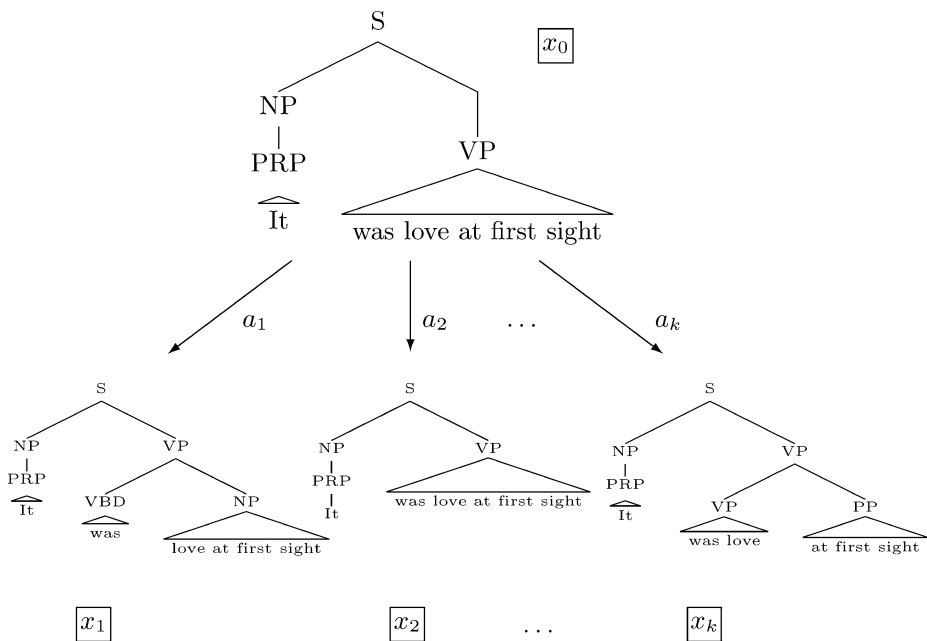 S x₀
NP
PRP VP
It
was love at first sight
a₁ a₂ … aₖ
S S S
NP VP NP VP NP VP
PRP VBD NP PRP was love at first sight PRP VP PP
It was It It was love at first sight
love at first sight
x₁ x₂ … xₖ